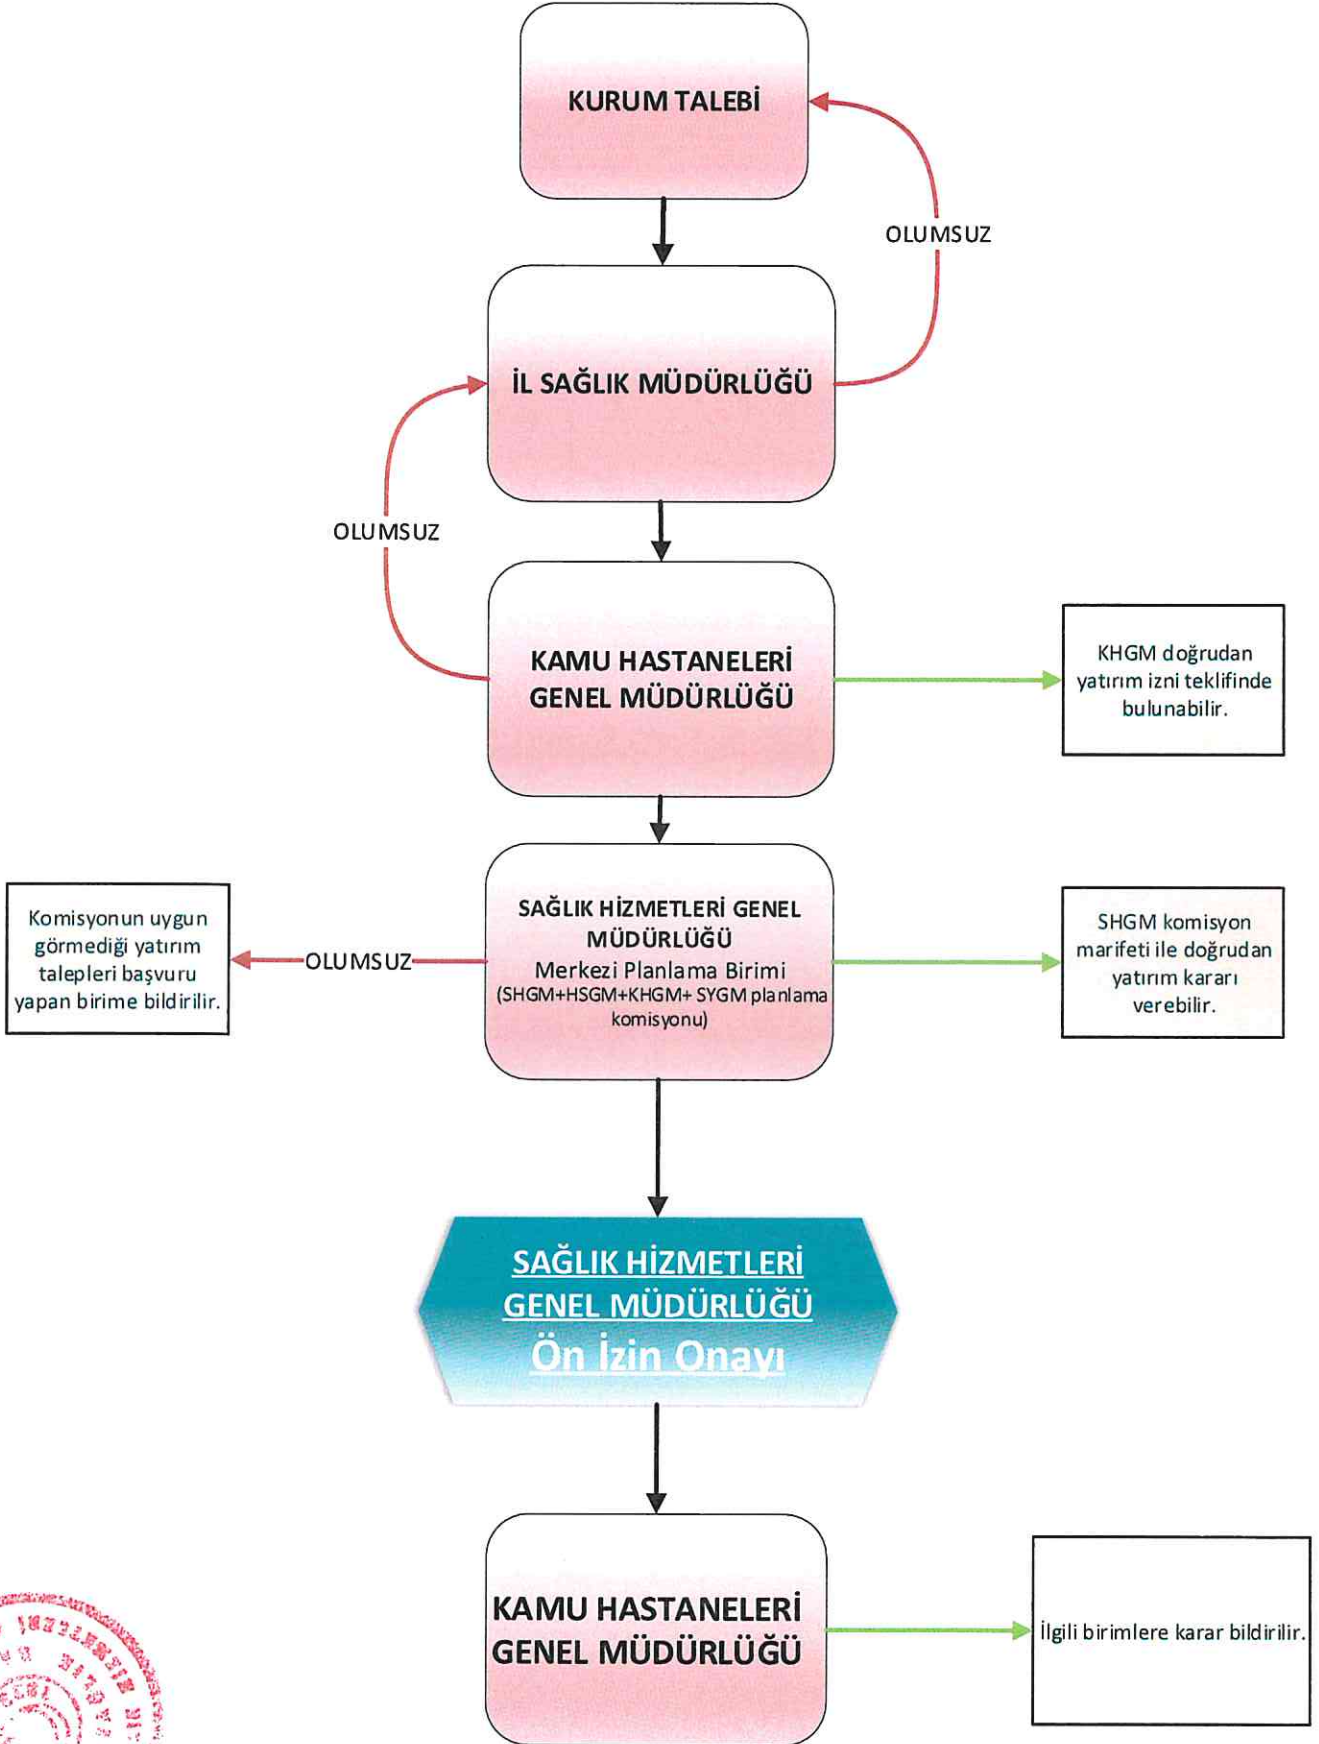 KURUM TALEBİ
OLUMSUZ
İL SAĞLIK MÜDÜRLÜĞÜ
OLUMSUZ
KAMU HASTANELERİ
GENEL MÜDÜRLÜĞÜ
KHGM doğrudan
yatırım izni teklifinde
bulunabilir.
SAĞLIK HİZMETLERİ GENEL
MÜDÜRLÜĞÜ
Merkezi Planlama Birimi
(SHGM+HSGM+KHGM+ SYGM planlama
komisyonu)
OLUMSUZ
Komisyonun uygun
görmediği yatırım
talepleri başvuru
yapan birime bildirilir.
SHGM komisyon
marifeti ile doğrudan
yatırım kararı
verebilir.
SAĞLIK HİZMETLERİ
GENEL MÜDÜRLÜĞÜ
Ön İzin Onayı
KAMU HASTANELERİ
GENEL MÜDÜRLÜĞÜ
İlgili birimlere karar bildirilir.